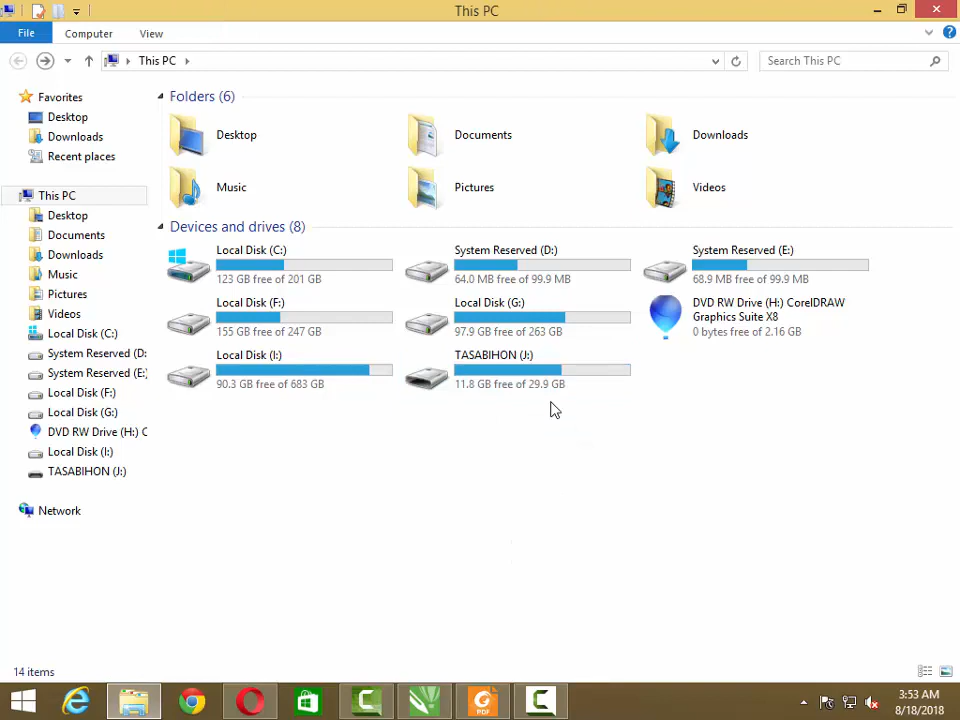 This PC
File
Computer
View
This PC
Search This PC
Favorites
Desktop
Downloads
Recent places
This PC
Desktop
Documents
Downloads
Music
Pictures
Videos
Local Disk (C:)
System Reserved (D:
System Reserved (E:)
Local Disk (F:)
Local Disk (G:)
DVD RW Drive (H:) C
Local Disk (I:)
TASABIHON (J:)
Network
Folders (6)
Desktop
Documents
Downloads
Music
Pictures
Videos
Devices and drives (8)
Local Disk (C:)
123 GB free of 201 GB
System Reserved (D:)
64.0 MB free of 99.9 MB
System Reserved (E:)
68.9 MB free of 99.9 MB
Local Disk (F:)
155 GB free of 247 GB
Local Disk (G:)
97.9 GB free of 263 GB
DVD RW Drive (H:) CorelDRAW
Graphics Suite X8
0 bytes free of 2.16 GB
Local Disk (I:)
90.3 GB free of 683 GB
TASABIHON (J:)
11.8 GB free of 29.9 GB
14 items
PDF
3:53 AM
8/18/2018